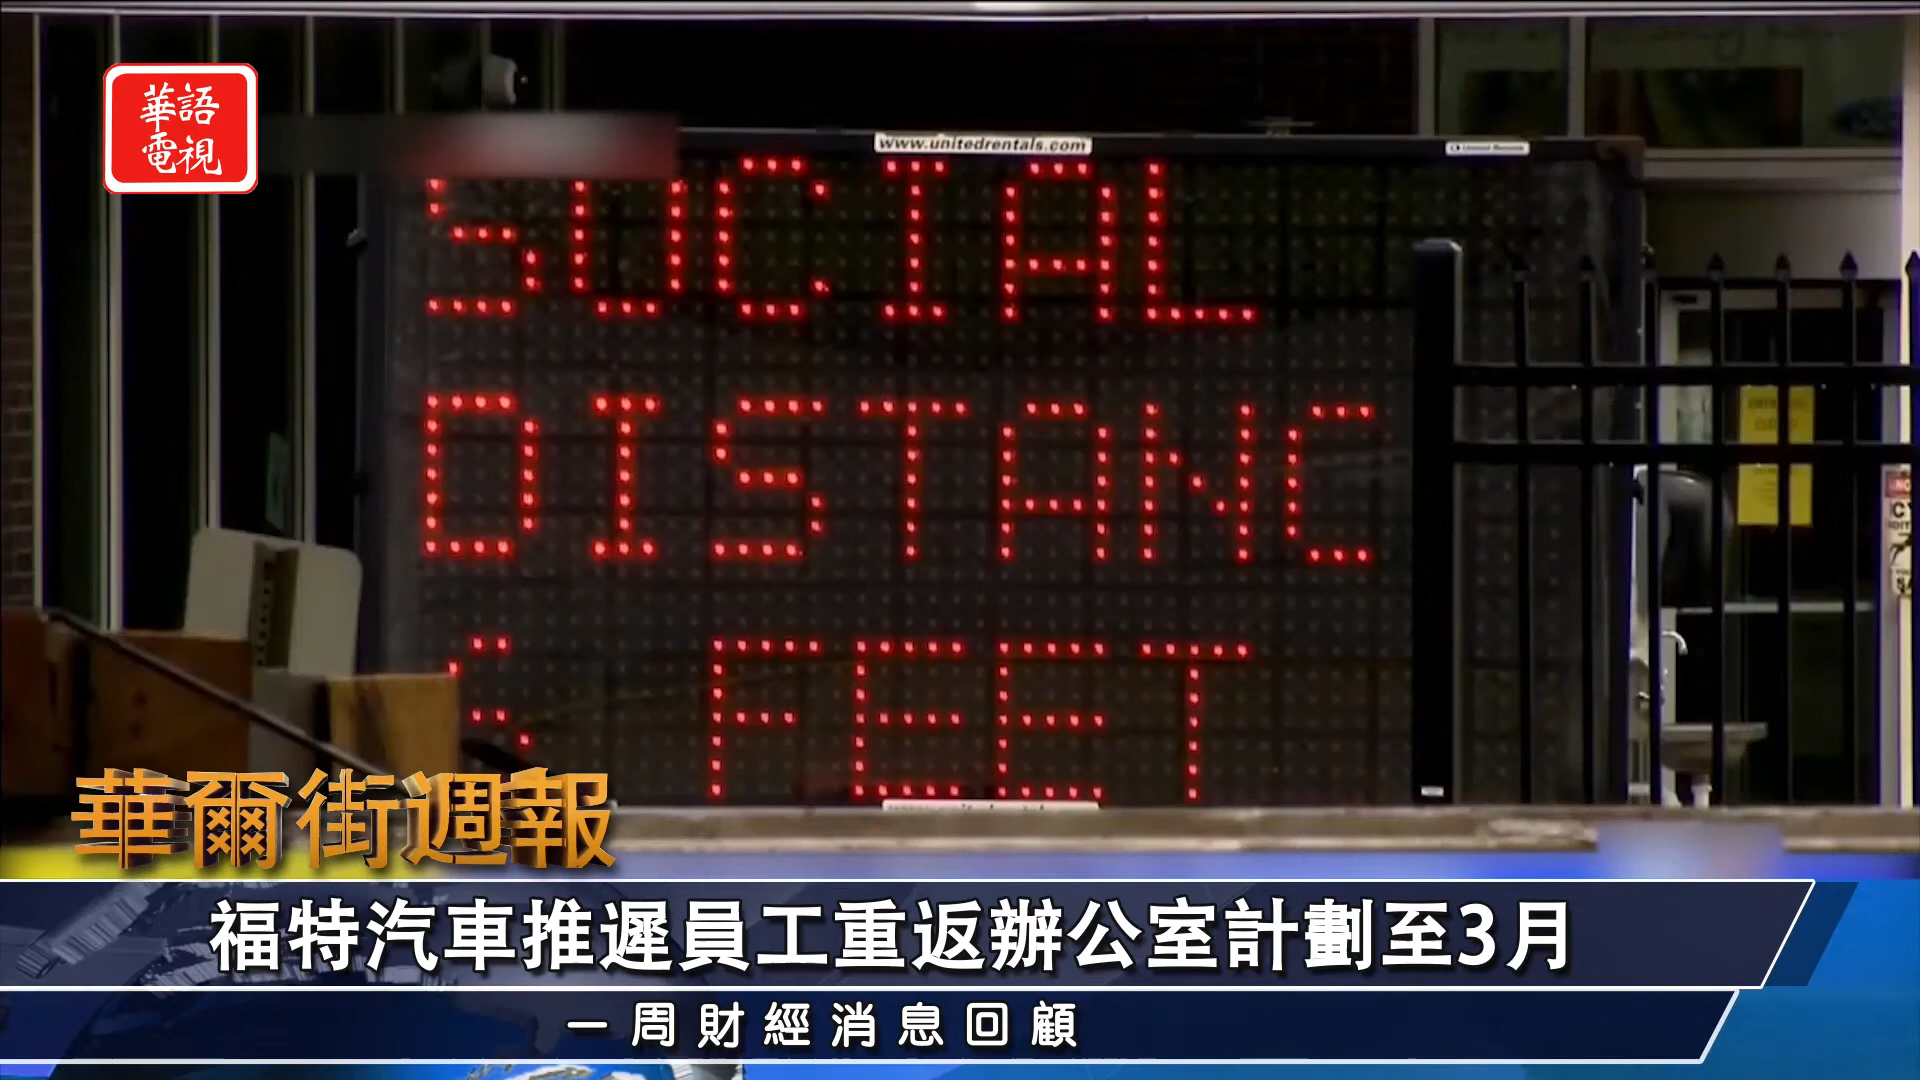 華語
電視
www.unitedrentals.com
SOCIAL
DISTANC
FEET
華爾街週報
福特汽車推遲員工重返辦公室計劃至3月
一周財經消息回顧